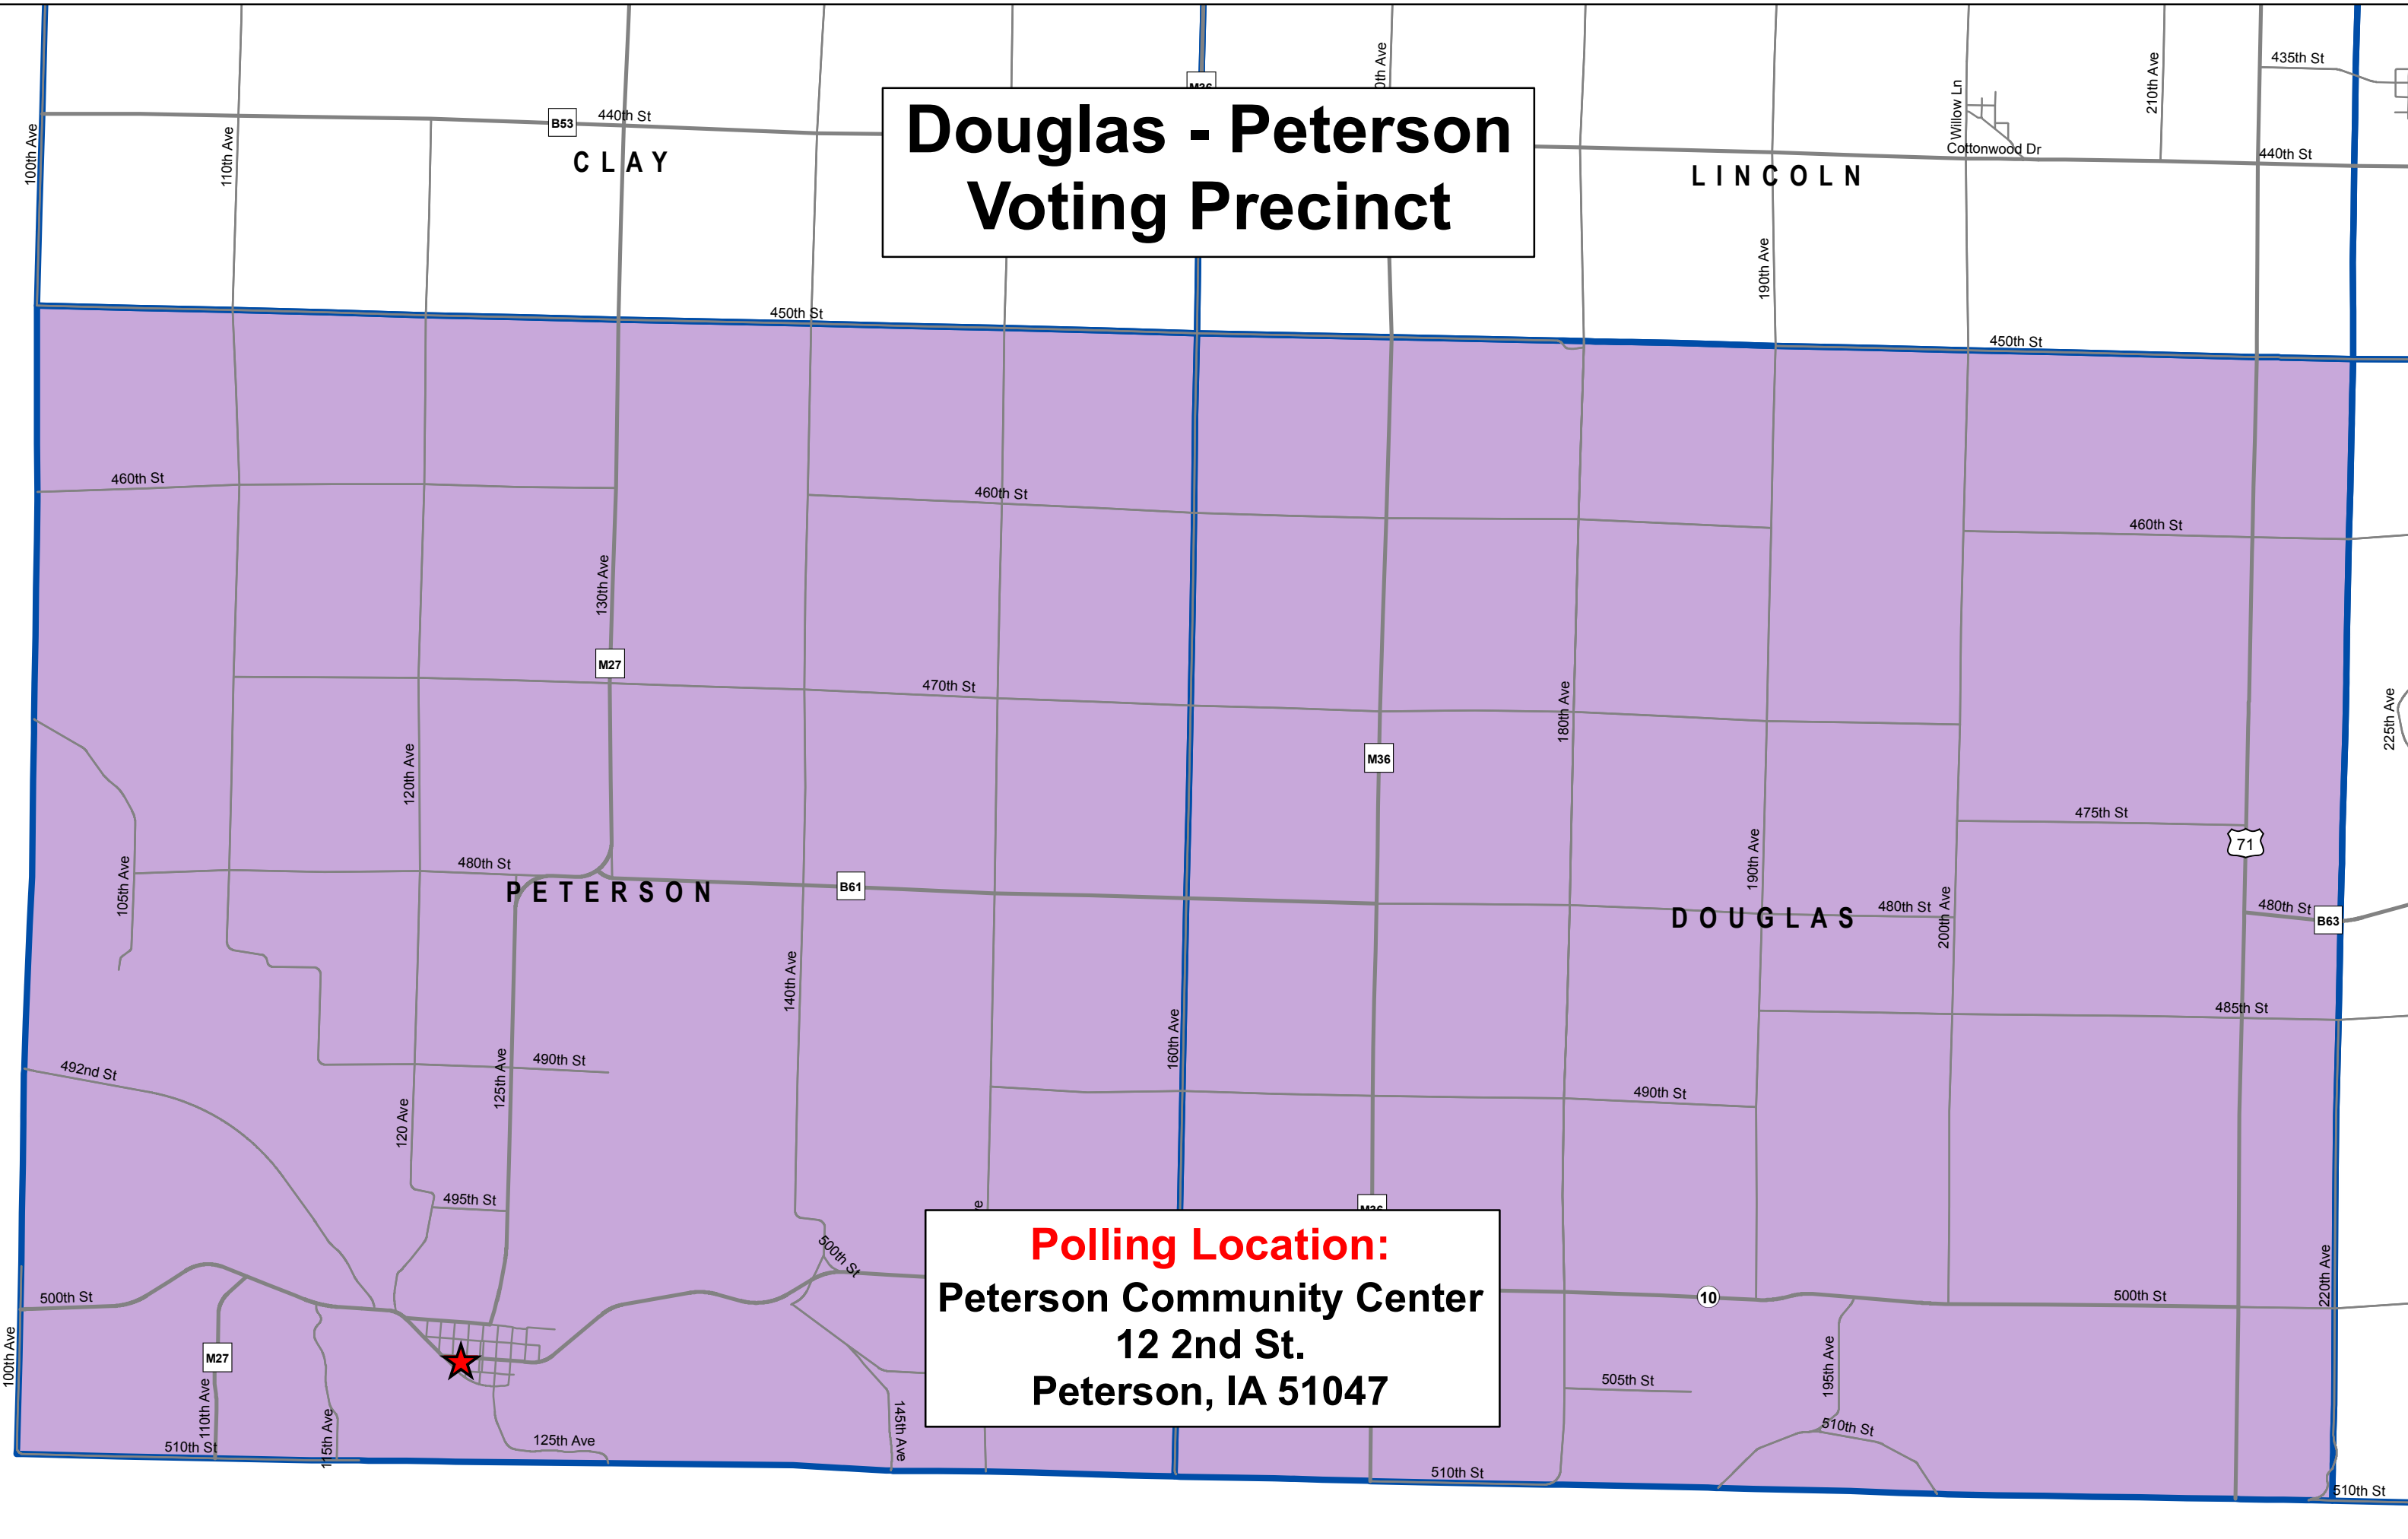 435th St
210th Ave
Willow Ln
B53
440th St
Douglas - Peterson
Voting Precinct
Cottonwood Dr
440th St
100th Ave
110th Ave
CLAY
LINCOLN
190th Ave
450th St
450th St
460th St
460th St
460th St
130th Ave
M27
470th St
180th Ave
225th Ave
120th Ave
M36
475th St
71
105th Ave
480th St
PETERSON
B61
190th Ave
DOUGLAS
480th St
200th Ave
480th St
B63
140th Ave
485th St
160th Ave
492nd St
125th Ave
490th St
490th St
120 Ave
495th St
M36
500th St
Polling Location:
Peterson Community Center
12 2nd St.
Peterson, IA 51047
500th St
10
500th St
220th Ave
100th Ave
M27
110th Ave
115th Ave
505th St
195th Ave
145th Ave
510th St
125th Ave
510th St
510th St
510th St